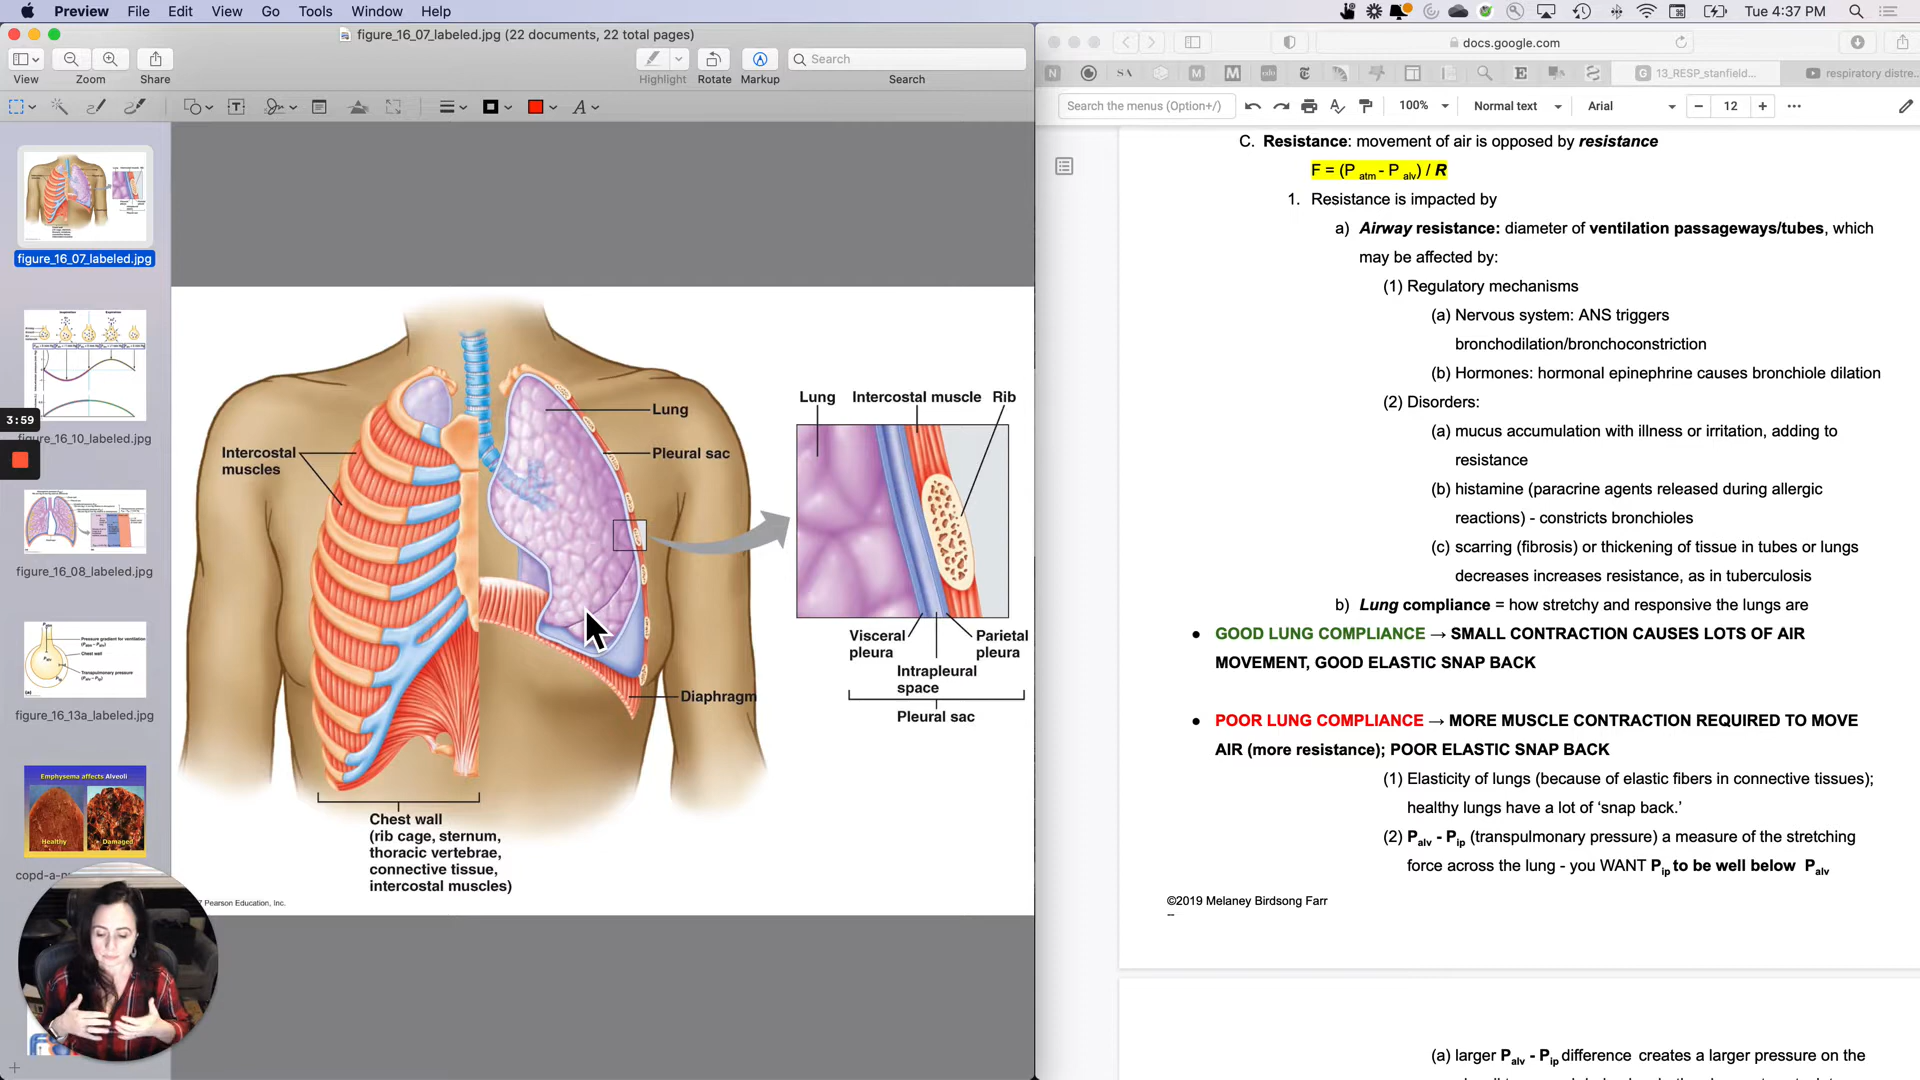 Preview File Edit View Go Tools Window Help
Tue 4:37 PM
figure_16_07_labeled.jpg (22 documents, 22 total pages)
View Zoom Share
Highlight Rotate Markup
Search
Search
figure_16_07_labeled.jpg
3:59
figure_16_10_labeled.jpg
figure_16_08_labeled.jpg
Pressure gradient for ventilation
Chest wall
Transpulmonary pressure
figure_16_13a_labeled.jpg
Emphysema affects Alveoli
Healthy Damaged
Intercostal
muscles
Lung
Pleural sac
Diaphragm
Chest wall
(rib cage, sternum,
thoracic vertebrae,
connective tissue,
intercostal muscles)
Lung Intercostal muscle Rib
Visceral
pleura
Parietal
pleura
Intrapleural
space
Pleural sac
Pearson Education, Inc.
docs.google.com
13_RESP_stanfield...
respiratory distre...
Search the menus (Option+/)
100% Normal text Arial 12
C. Resistance: movement of air is opposed by resistance
F = (P atm - P alv) / R
1. Resistance is impacted by
a) Airway resistance: diameter of ventilation passageways/tubes, which
may be affected by:
(1) Regulatory mechanisms
(a) Nervous system: ANS triggers
bronchodilation/bronchoconstriction
(b) Hormones: hormonal epinephrine causes bronchiole dilation
(2) Disorders:
(a) mucus accumulation with illness or irritation, adding to
resistance
(b) histamine (paracrine agents released during allergic
reactions) - constricts bronchioles
(c) scarring (fibrosis) or thickening of tissue in tubes or lungs
decreases increases resistance, as in tuberculosis
b) Lung compliance = how stretchy and responsive the lungs are
● GOOD LUNG COMPLIANCE → SMALL CONTRACTION CAUSES LOTS OF AIR
MOVEMENT, GOOD ELASTIC SNAP BACK
● POOR LUNG COMPLIANCE → MORE MUSCLE CONTRACTION REQUIRED TO MOVE
AIR (more resistance); POOR ELASTIC SNAP BACK
(1) Elasticity of lungs (because of elastic fibers in connective tissues);
healthy lungs have a lot of ‘snap back.’
(2) Palv - Pip (transpulmonary pressure) a measure of the stretching
force across the lung - you WANT Pip to be well below Palv
©2019 Melaney Birdsong Farr
--
(a) larger Palv - Pip difference creates a larger pressure on the